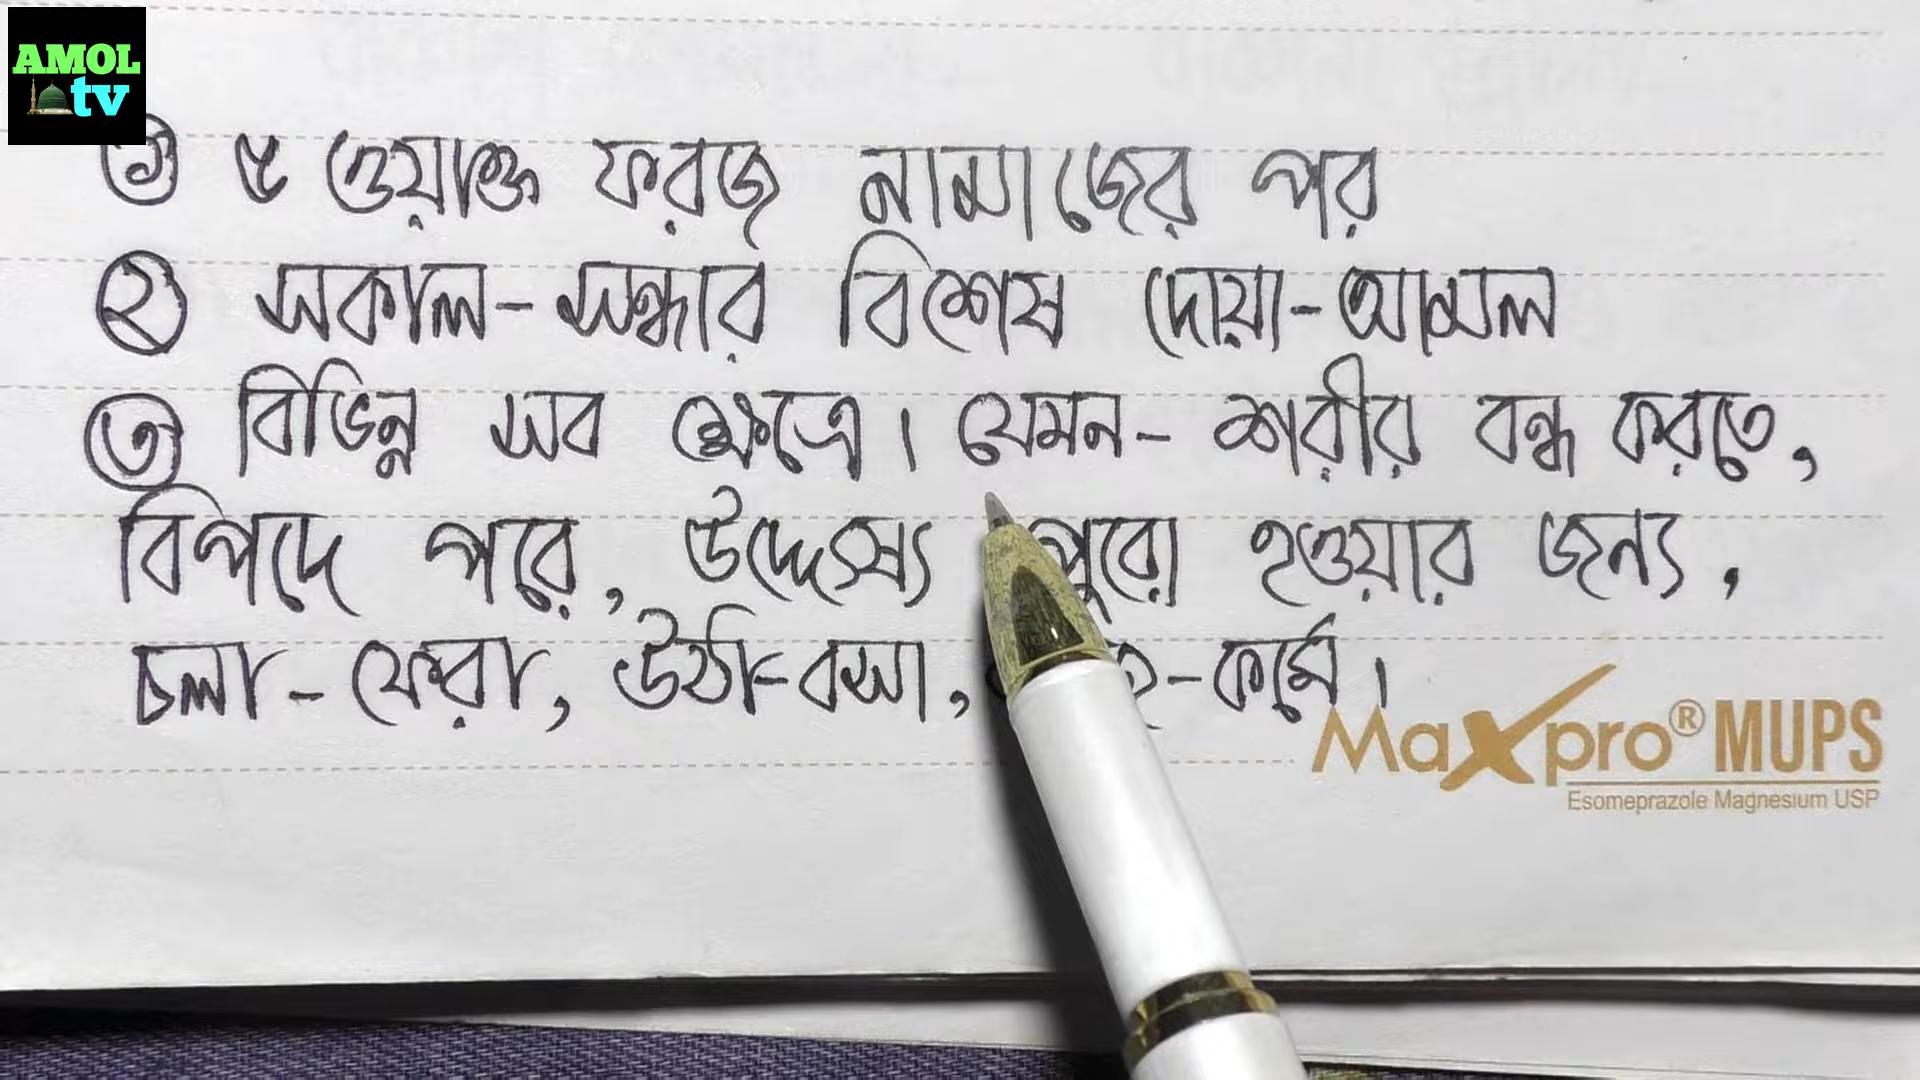 AMOL
tv
১ ৫ ওয়াক্ত ফরজ নামাজের পর
২ সকাল-সন্ধার বিশেষ দোয়া-আমল
৩ বিভিন্ন সব ক্ষেত্রে। যেমন- শরীর বন্ধ করতে,
বিপদে পরে, উদ্দেস্য পুরো হওয়ার জন্য,
চলা-ফেরা, উঠা-বসা, -কর্মে।
Maxpro® MUPS
Esomeprazole Magnesium USP